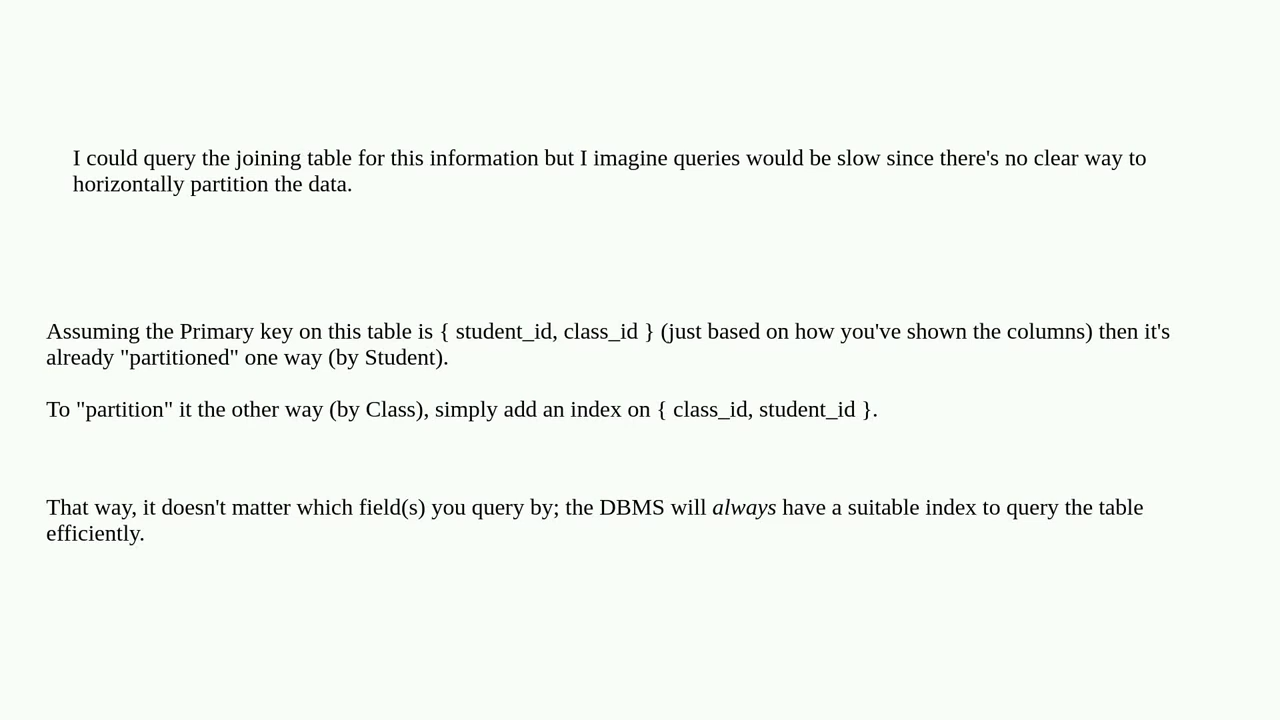 I could query the joining table for this information but I imagine queries would be slow since there's no clear way to
horizontally partition the data.
Assuming the Primary key on this table is { student_id, class_id } (just based on how you've shown the columns) then it's
already "partitioned" one way (by Student).
To "partition" it the other way (by Class), simply add an index on { class_id, student_id }.
That way, it doesn't matter which field(s) you query by; the DBMS will always have a suitable index to query the table
efficiently.